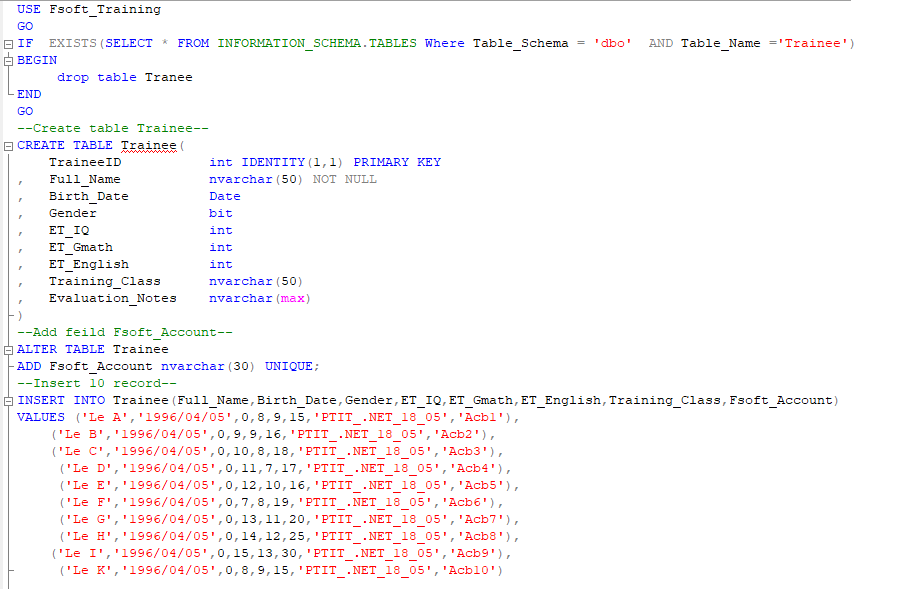 USE Fsoft_Training
GO
IF  EXISTS(SELECT * FROM INFORMATION_SCHEMA.TABLES Where Table_Schema = 'dbo'  AND Table_Name ='Trainee')
BEGIN
     drop table Tranee
END
GO
--Create table Trainee--
CREATE TABLE Trainee(
    TraineeID           int IDENTITY(1,1) PRIMARY KEY
,   Full_Name           nvarchar(50) NOT NULL
,   Birth_Date          Date
,   Gender              bit
,   ET_IQ               int
,   ET_Gmath            int
,   ET_English          int
,   Training_Class      nvarchar(50)
,   Evaluation_Notes    nvarchar(max)
)
--Add feild Fsoft_Account--
ALTER TABLE Trainee
ADD Fsoft_Account nvarchar(30) UNIQUE;
--Insert 10 record--
INSERT INTO Trainee(Full_Name,Birth_Date,Gender,ET_IQ,ET_Gmath,ET_English,Training_Class,Fsoft_Account)
VALUES ('Le A','1996/04/05',0,8,9,15,'PTIT_.NET_18_05','Acb1'),
    ('Le B','1996/04/05',0,9,9,16,'PTIT_.NET_18_05','Acb2'),
    ('Le C','1996/04/05',0,10,8,18,'PTIT_.NET_18_05','Acb3'),
     ('Le D','1996/04/05',0,11,7,17,'PTIT_.NET_18_05','Acb4'),
     ('Le E','1996/04/05',0,12,10,16,'PTIT_.NET_18_05','Acb5'),
     ('Le F','1996/04/05',0,7,8,19,'PTIT_.NET_18_05','Acb6'),
     ('Le G','1996/04/05',0,13,11,20,'PTIT_.NET_18_05','Acb7'),
     ('Le H','1996/04/05',0,14,12,25,'PTIT_.NET_18_05','Acb8'),
    ('Le I','1996/04/05',0,15,13,30,'PTIT_.NET_18_05','Acb9'),
     ('Le K','1996/04/05',0,8,9,15,'PTIT_.NET_18_05','Acb10')